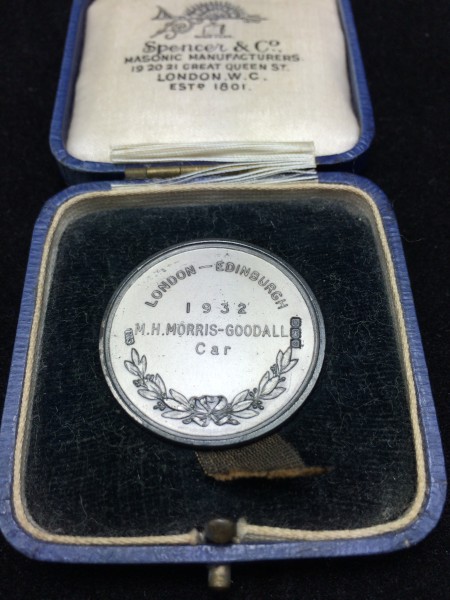 Spencer & Co.
MASONIC MANUFACTURERS.
19 20 21 GREAT QUEEN ST.
LONDON, W.C.
ESTD 1801.
LONDON — EDINBURGH
1932
M.H. MORRIS-GOODALL
Car